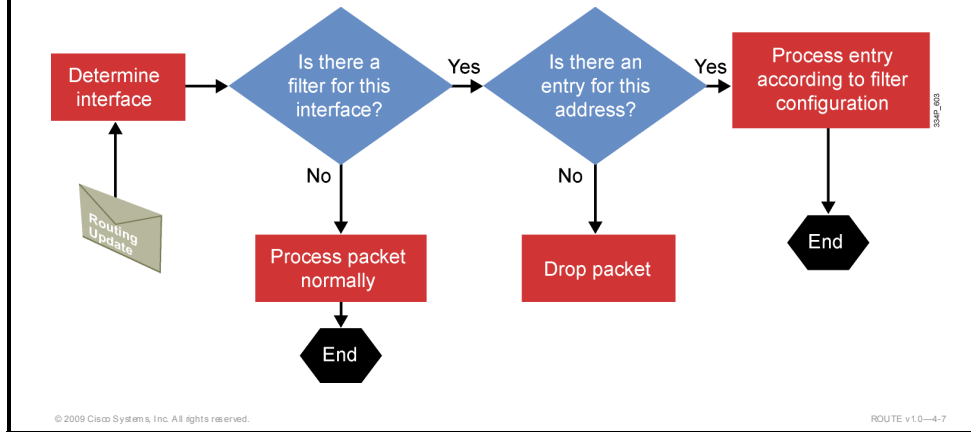 Determine
interface
Routing
Update
Is there a
filter for this
interface?
Yes
No
Process packet
normally
End
Is there an
entry for this
address?
Yes
No
Drop packet
Process entry
according to filter
configuration
End
334P_603
© 2009 Cisco Systems, Inc. All rights reserved.
ROUTE v1.0—4-7